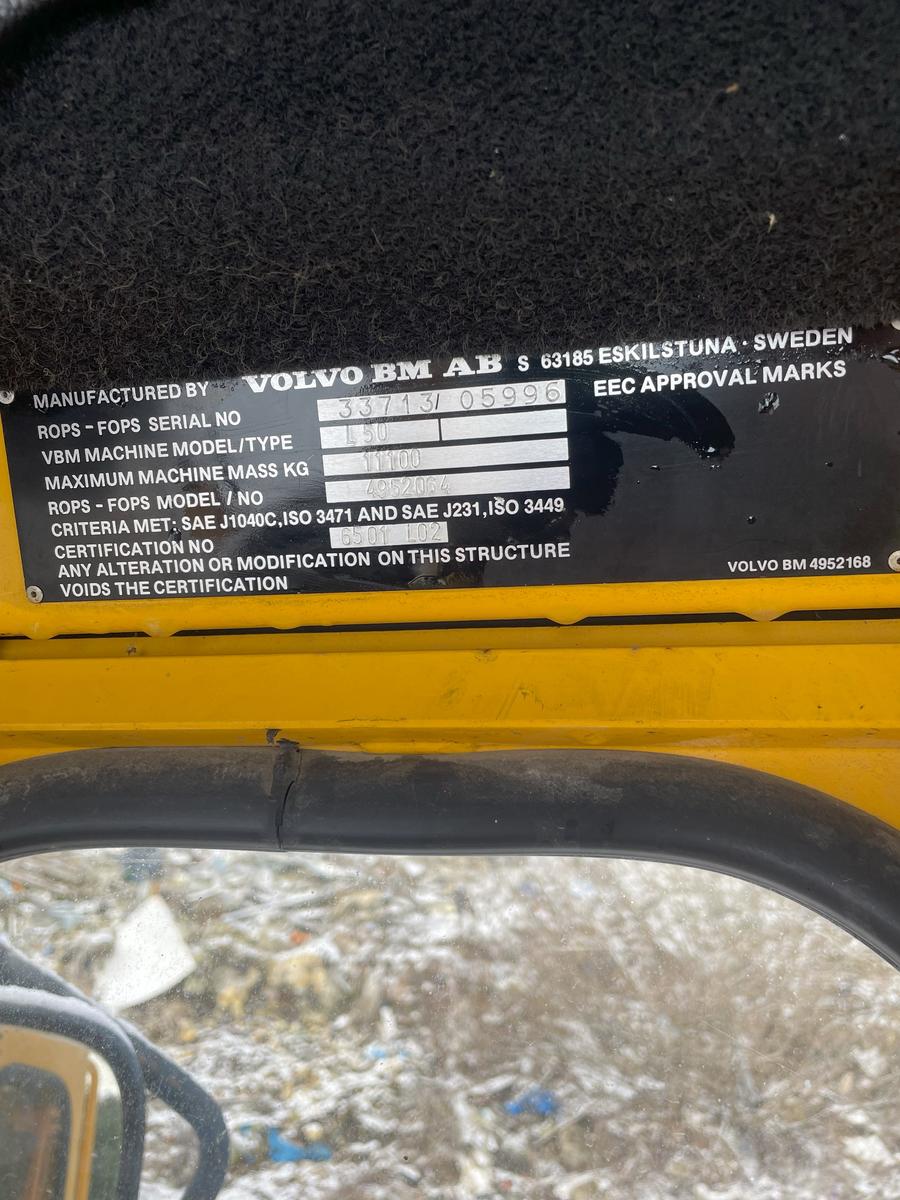 MANUFACTURED BY VOLVO BM AB S 63185 ESKILSTUNA · SWEDEN
ROPS - FOPS SERIAL NO 33713/ 05996 EEC APPROVAL MARKS
VBM MACHINE MODEL/TYPE L50
MAXIMUM MACHINE MASS KG 11100
ROPS - FOPS MODEL / NO 4952064
CRITERIA MET: SAE J1040C, ISO 3471 AND SAE J231, ISO 3449
CERTIFICATION NO 6501 L02
ANY ALTERATION OR MODIFICATION ON THIS STRUCTURE
VOIDS THE CERTIFICATION
VOLVO BM 4952168